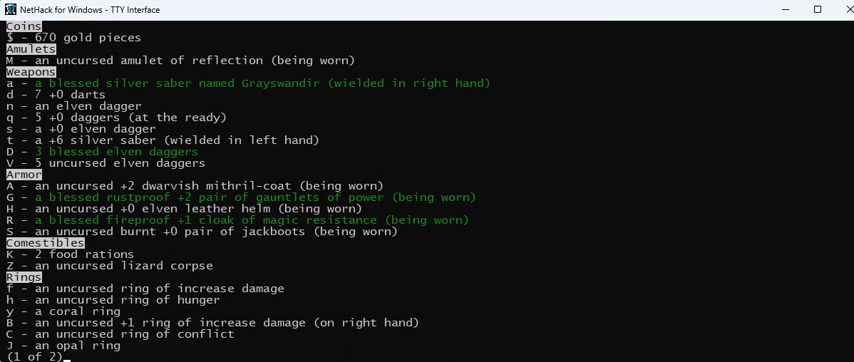 NetHack for Windows - TTY Interface
Coins
$ - 670 gold pieces
Amulets
M - an uncursed amulet of reflection (being worn)
Weapons
a - a blessed silver saber named Grayswandir (wielded in right hand)
d - 7 +0 darts
n - an elven dagger
q - 5 +0 daggers (at the ready)
s - a +0 elven dagger
t - a +6 silver saber (wielded in left hand)
D - 3 blessed elven daggers
V - 5 uncursed elven daggers
Armor
A - an uncursed +2 dwarvish mithril-coat (being worn)
G - a blessed rustproof +2 pair of gauntlets of power (being worn)
H - an uncursed +0 elven leather helm (being worn)
R - a blessed fireproof +1 cloak of magic resistance (being worn)
S - an uncursed burnt +0 pair of jackboots (being worn)
Comestibles
K - 2 food rations
Z - an uncursed lizard corpse
Rings
f - an uncursed ring of increase damage
h - an uncursed ring of hunger
y - a coral ring
B - an uncursed +1 ring of increase damage (on right hand)
C - an uncursed ring of conflict
J - an opal ring
(1 of 2)